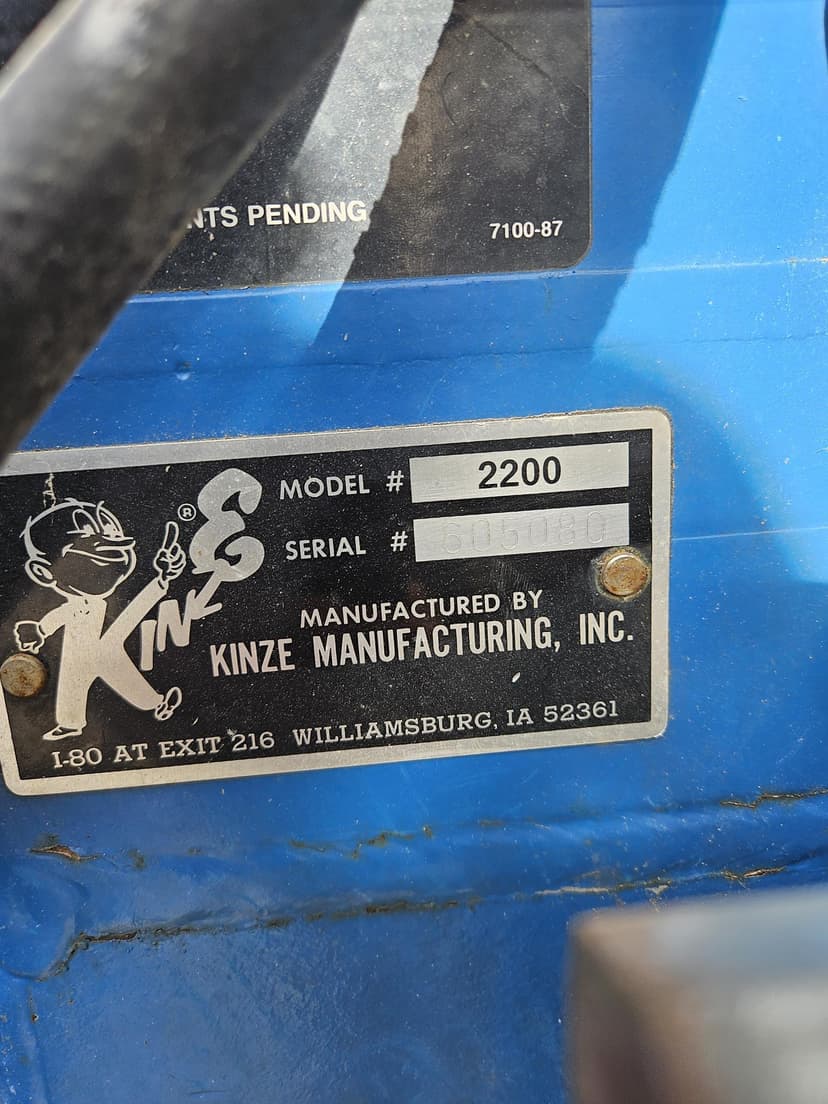 NTS PENDING
7100-87
MODEL # 2200
SERIAL # 605080
KINZE ®
MANUFACTURED BY
KINZE MANUFACTURING, INC.
I-80 AT EXIT 216 WILLIAMSBURG, IA 52361